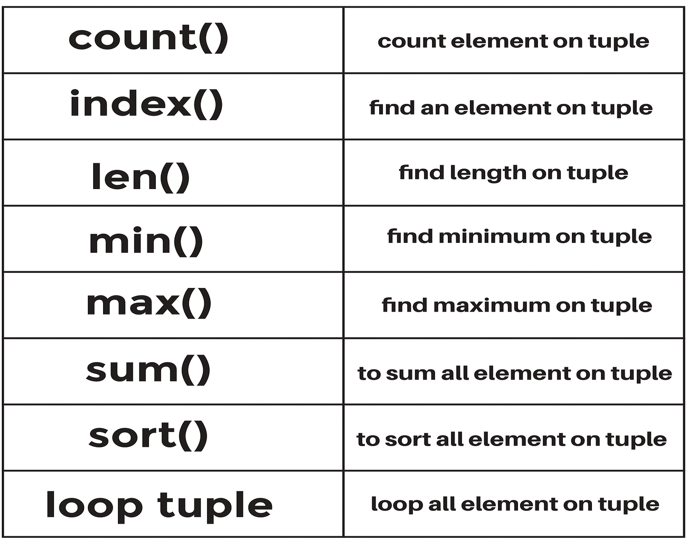 count() count element on tuple
index() find an element on tuple
len() find length on tuple
min() find minimum on tuple
max() find maximum on tuple
sum() to sum all element on tuple
sort() to sort all element on tuple
loop tuple loop all element on tuple